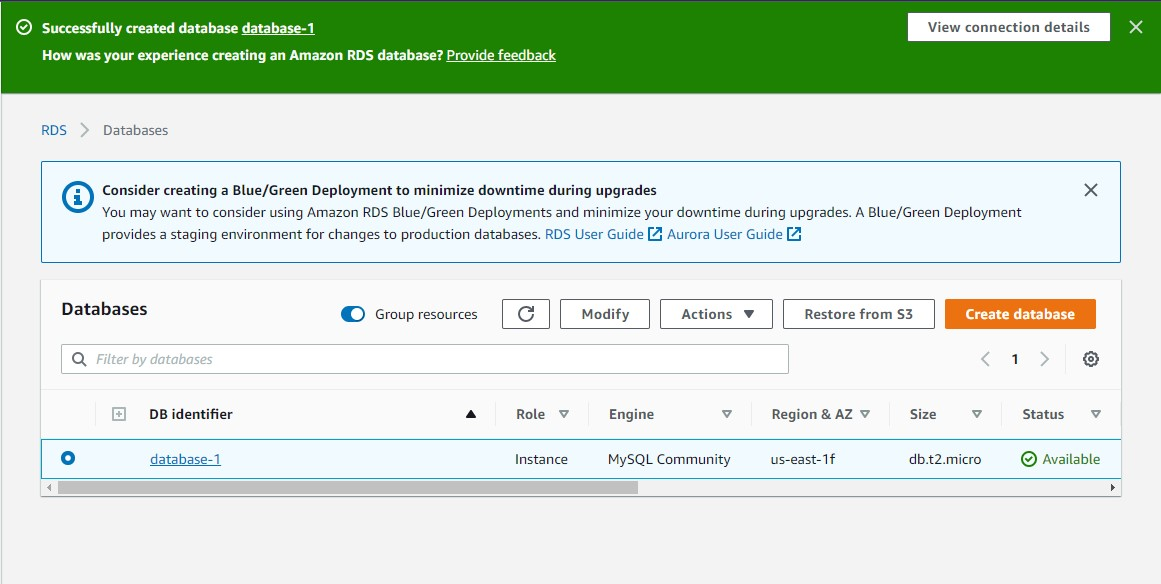 Successfully created database database-1
View connection details
How was your experience creating an Amazon RDS database? Provide feedback
RDS Databases
Consider creating a Blue/Green Deployment to minimize downtime during upgrades
You may want to consider using Amazon RDS Blue/Green Deployments and minimize your downtime during upgrades. A Blue/Green Deployment
provides a staging environment for changes to production databases. RDS User Guide Aurora User Guide
Databases Group resources Modify Actions Restore from S3 Create database
Filter by databases 1
DB identifier Role Engine Region & AZ Size Status
database-1 Instance MySQL Community us-east-1f db.t2.micro Available